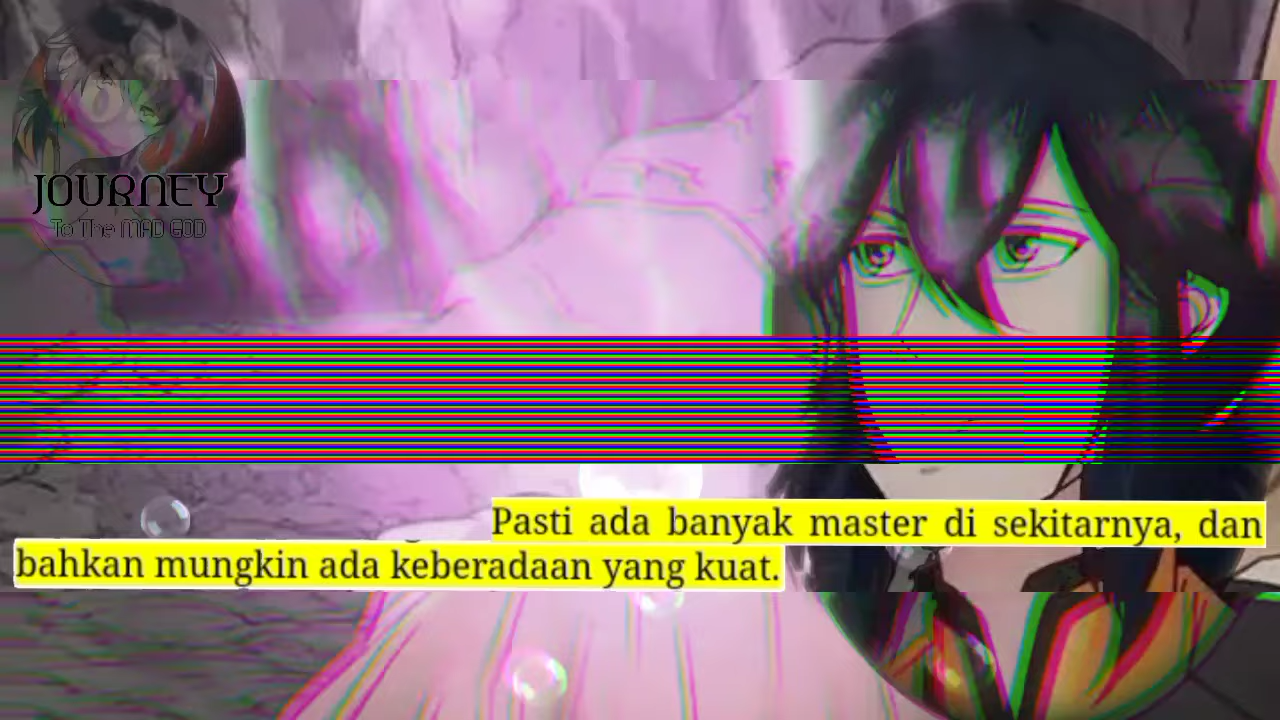 JOURNEY
To The MAD GOD
Pasti ada banyak master di sekitarnya, dan
bahkan mungkin ada keberadaan yang kuat.